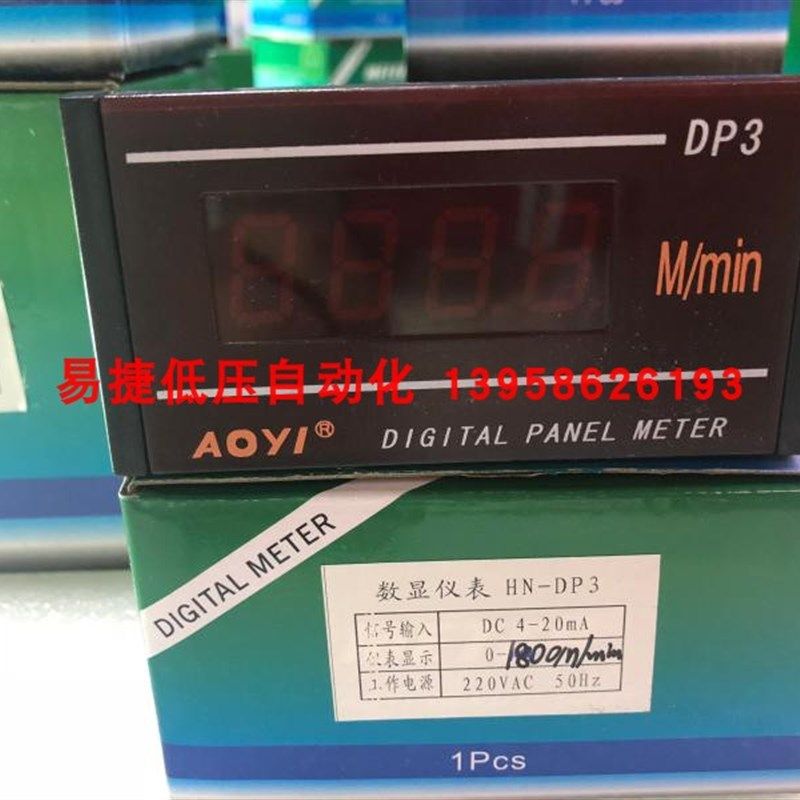 1Pcs
METER
DP3
M/min
易捷低压自动化 13958626193
AOYI®
DIGITAL PANEL METER
DIGITAL METER
数显仪表 HN-DP3
信号输入 DC 4-20mA
仪表显示 0-1800m/min
工作电源 220VAC 50Hz
1Pcs